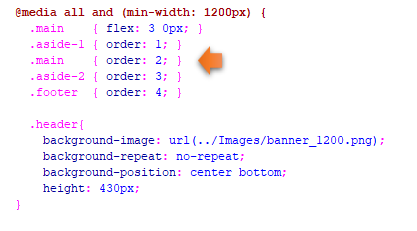 @media all and (min-width: 1200px) {
.main { flex: 3 0px; }
.aside-1 { order: 1; }
.main { order: 2; }
.aside-2 { order: 3; }
.footer { order: 4; }
.header{
background-image: url(../Images/banner_1200.png);
background-repeat: no-repeat;
background-position: center bottom;
height: 430px;
}